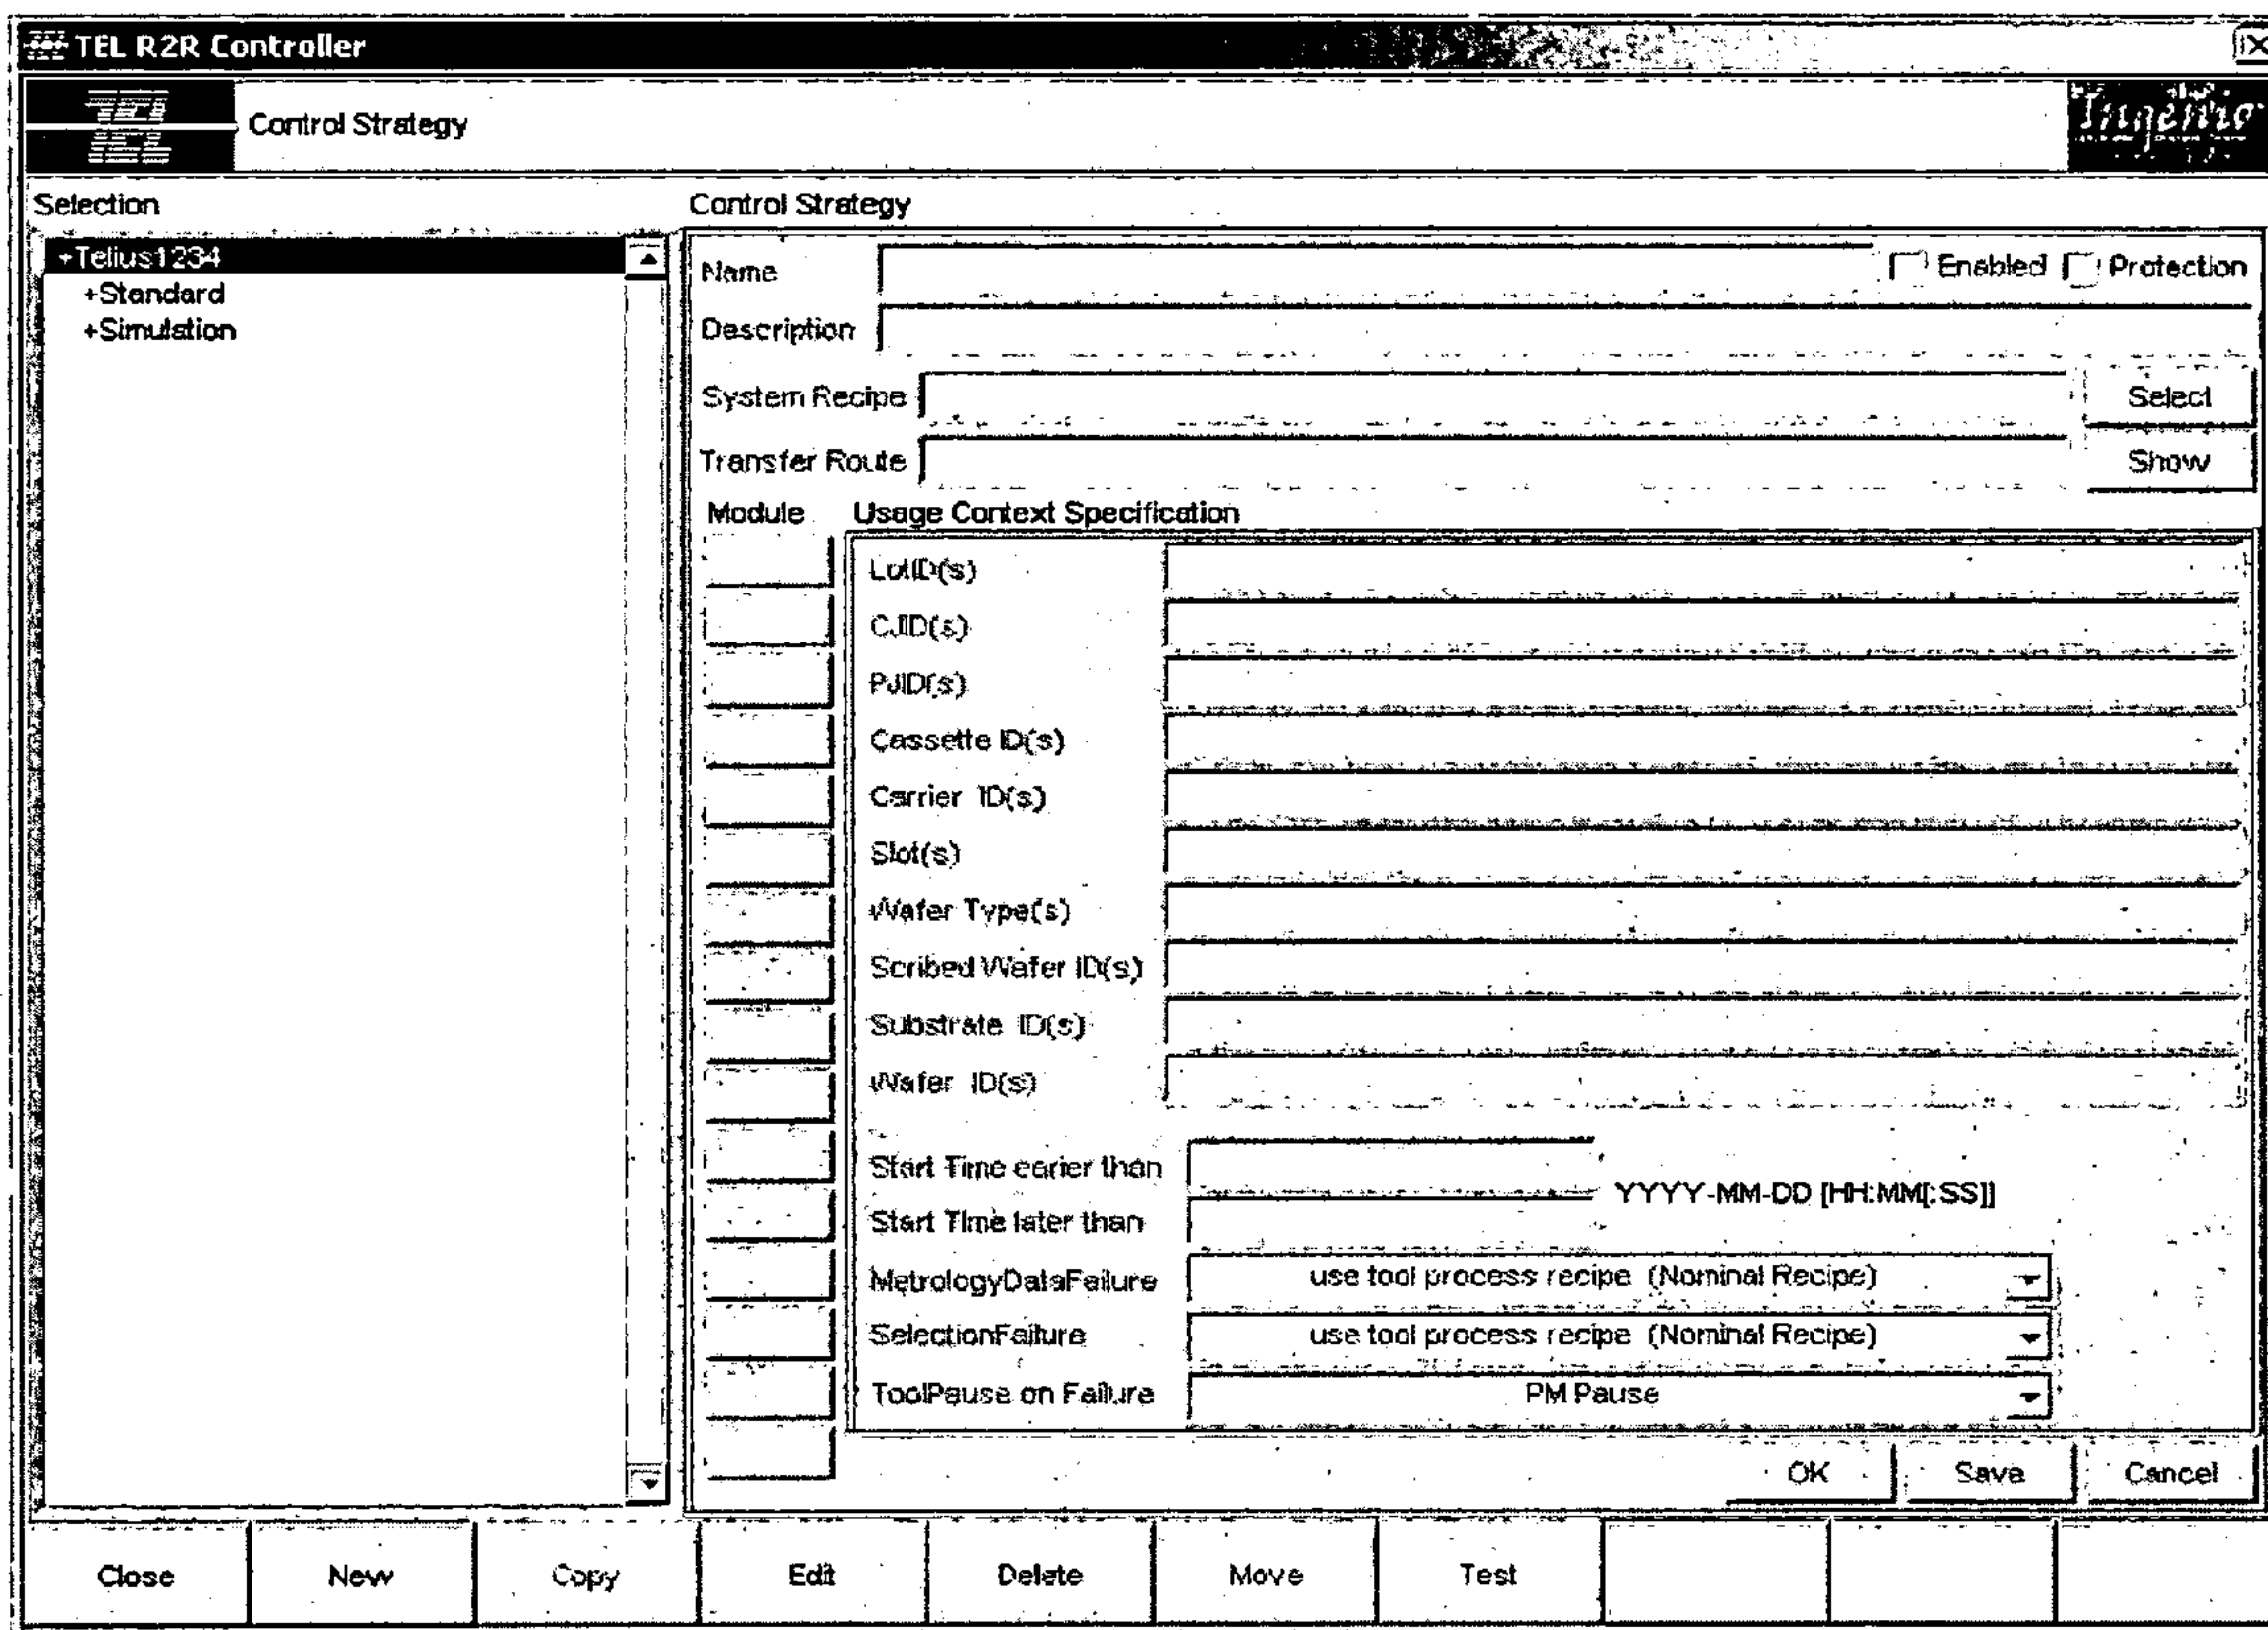 TEL R2R Controller
TEL
Control Strategy
Ingenio
Selection
Control Strategy
+Telius1234
+Standard
+Simulation
Name
Enabled
Protection
Description
System Recipe
Select
Transfer Route
Show
Module
Usage Context Specification
LotID(s)
CJID(s)
PJID(s)
Cassette ID(s)
Carrier ID(s)
Slot(s)
Wafer Type(s)
Scribed Wafer ID(s)
Substrate ID(s)
Wafer ID(s)
Start Time earier than
YYYY-MM-DD [HH:MM[:SS]]
Start Time later than
MetrologyDataFailure
use tool process recipe (Nominal Recipe)
SelectionFailure
use tool process recipe (Nominal Recipe)
ToolPause on Failure
PM Pause
OK
Save
Cancel
Close
New
Copy
Edit
Delete
Move
Test